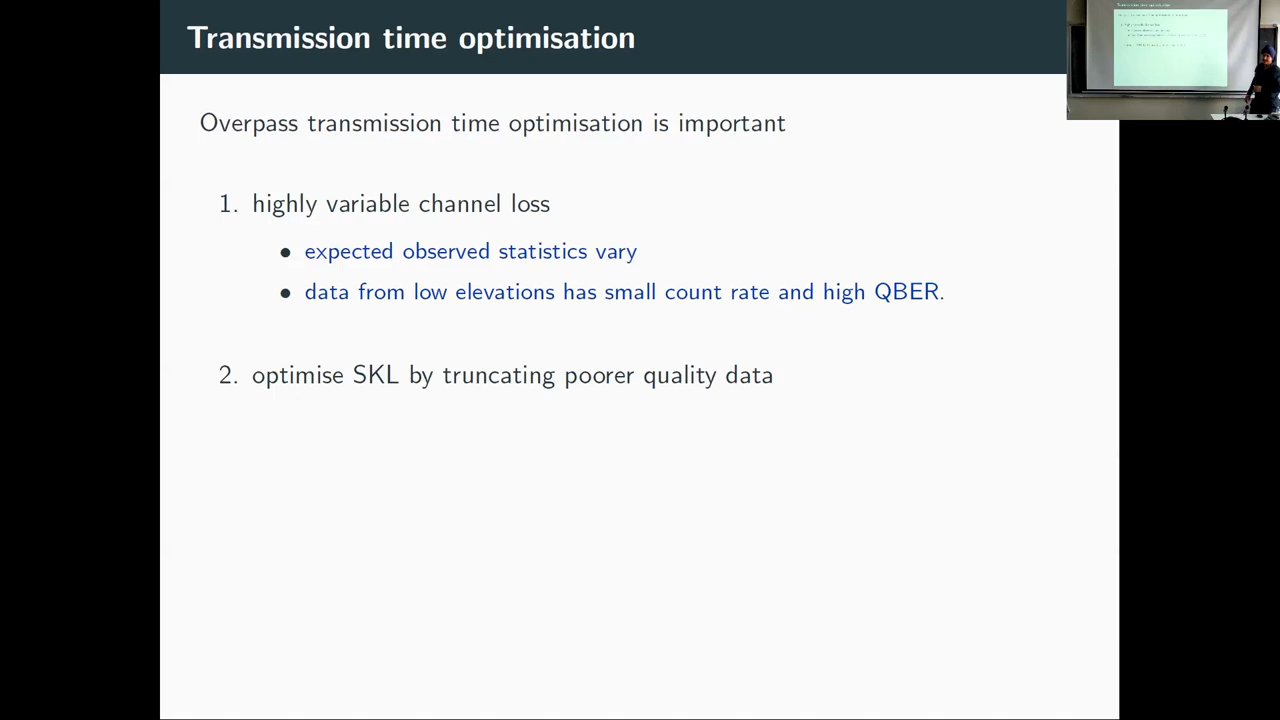 Transmission time optimisation
Overpass transmission time optimisation is important
1. highly variable channel loss
• expected observed statistics vary
• data from low elevations has small count rate and high QBER.
2. optimise SKL by truncating poorer quality data